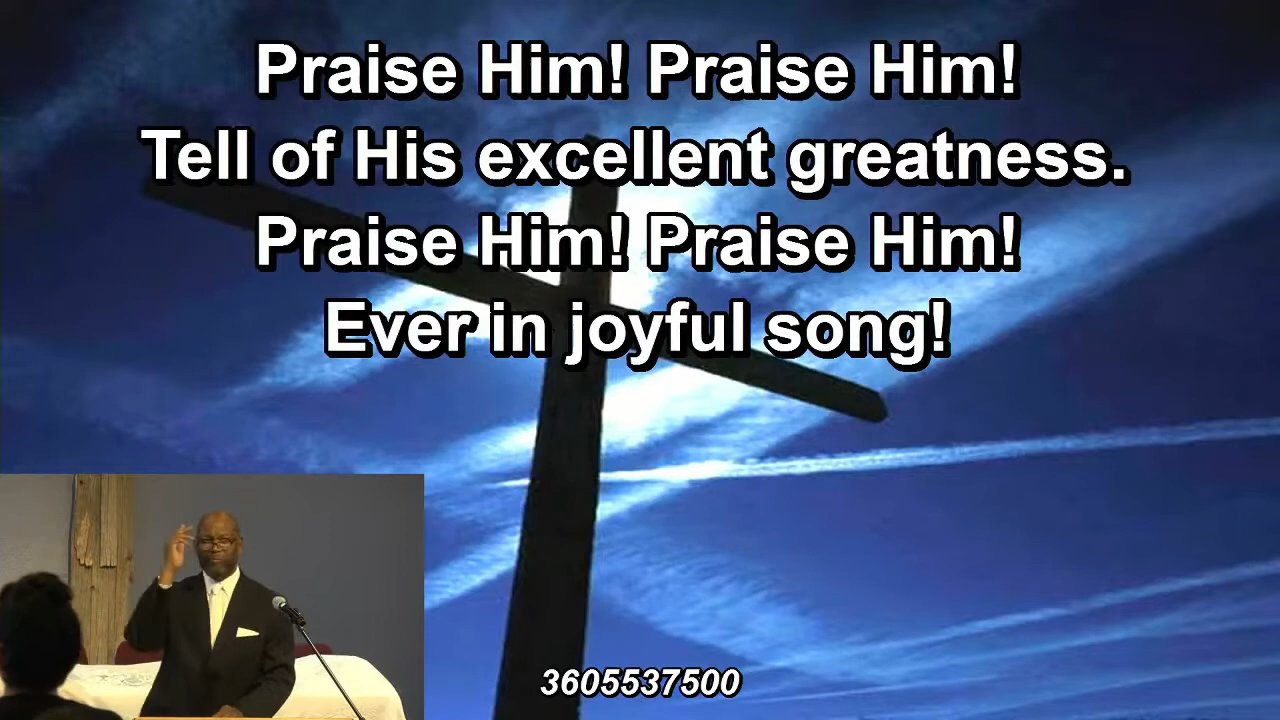 Praise Him! Praise Him!
Tell of His excellent greatness.
Praise Him! Praise Him!
Ever in joyful song!
3605537500